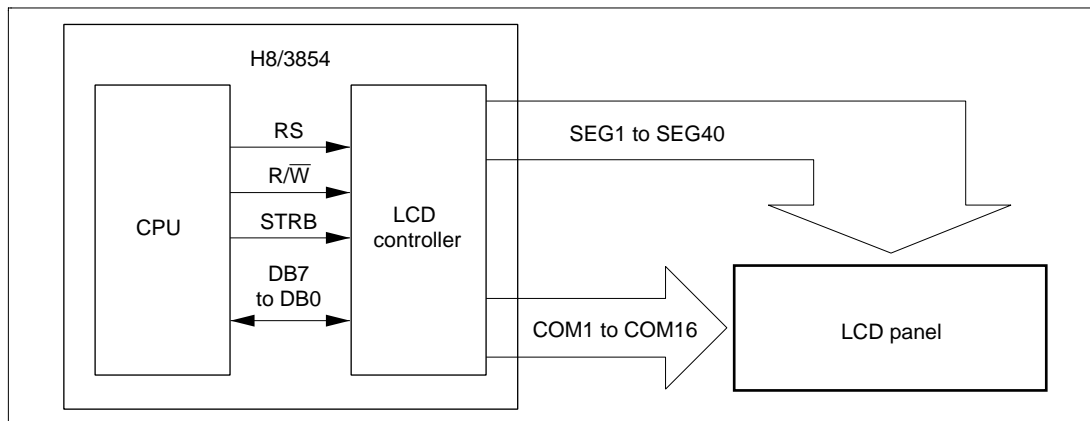 H8/3854
CPU
RS
R/W̅
STRB
DB7
to DB0
LCD
controller
SEG1 to SEG40
COM1 to COM16
LCD panel